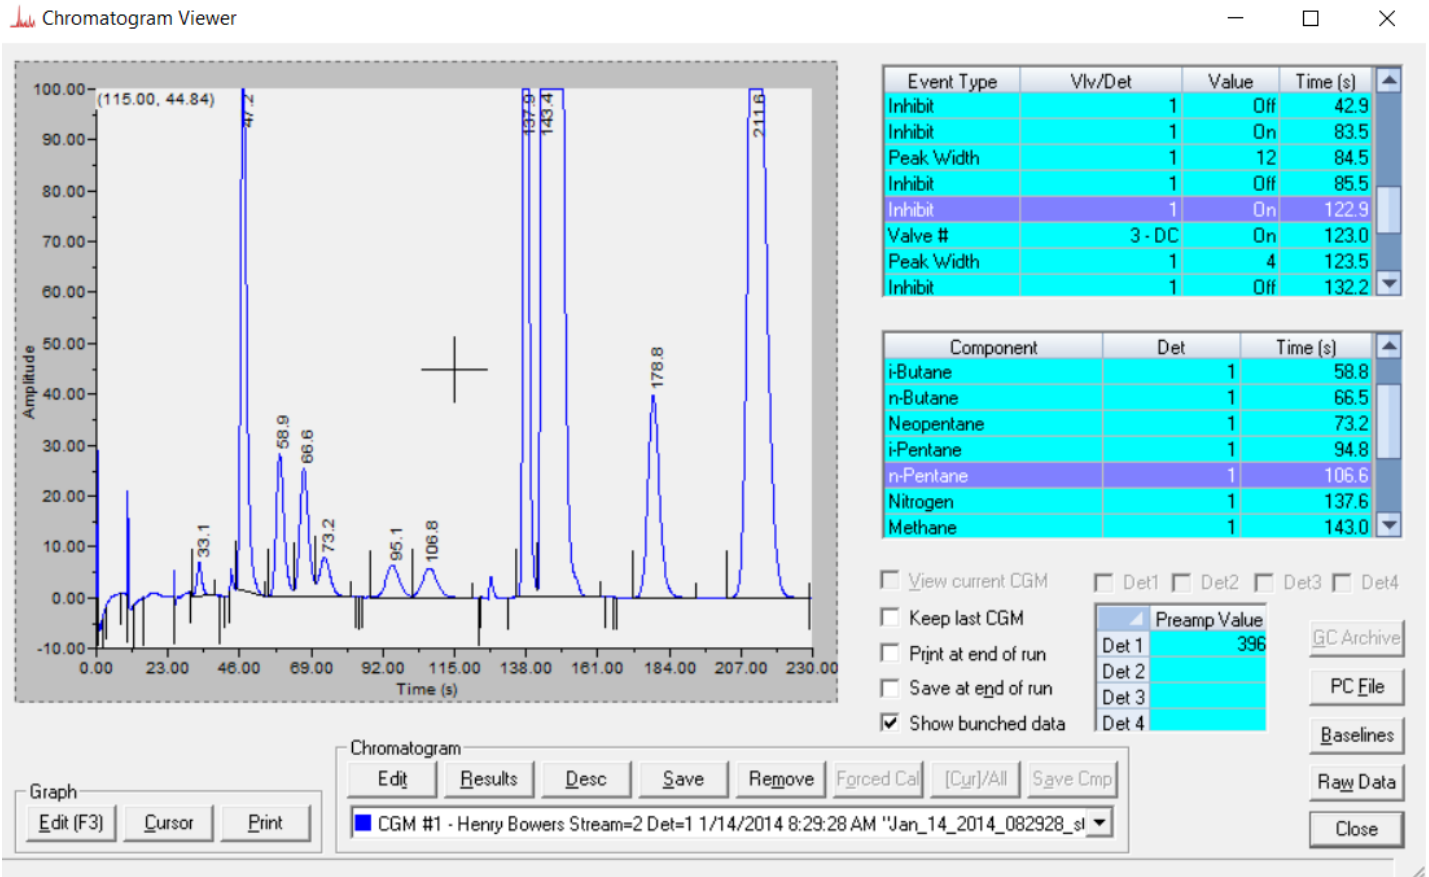 Chromatogram Viewer
100.00
90.00
80.00
70.00
60.00
50.00
40.00
30.00
20.00
10.00
0.00
-10.00
Amplitude
(115.00, 44.84)
33.1
47.2
58.9
66.6
73.2
95.1
106.8
137.9
143.4
178.8
211.6
0.00 23.00 46.00 69.00 92.00 115.00 138.00 161.00 184.00 207.00 230.00
Time (s)
Event Type Vlv/Det Value Time (s)
Inhibit 1 Off 42.9
Inhibit 1 On 83.5
Peak Width 1 12 84.5
Inhibit 1 Off 85.5
Inhibit 1 On 122.9
Valve # 3 - DC On 123.0
Peak Width 1 4 123.5
Inhibit 1 Off 132.2
Component Det Time (s)
i-Butane 1 58.8
n-Butane 1 66.5
Neopentane 1 73.2
i-Pentane 1 94.8
n-Pentane 1 106.6
Nitrogen 1 137.6
Methane 1 143.0
View current CGM
Keep last CGM
Print at end of run
Save at end of run
Show bunched data
Det1 Det2 Det3 Det4
Preamp Value
Det 1 396
Det 2
Det 3
Det 4
GC Archive
PC File
Baselines
Raw Data
Close
Graph
Edit (F3) Cursor Print
Chromatogram
Edit Results Desc Save Remove Forced Cal [Cur]/All Save Cmp
CGM #1 - Henry Bowers Stream=2 Det=1 1/14/2014 8:29:28 AM "Jan_14_2014_082928_